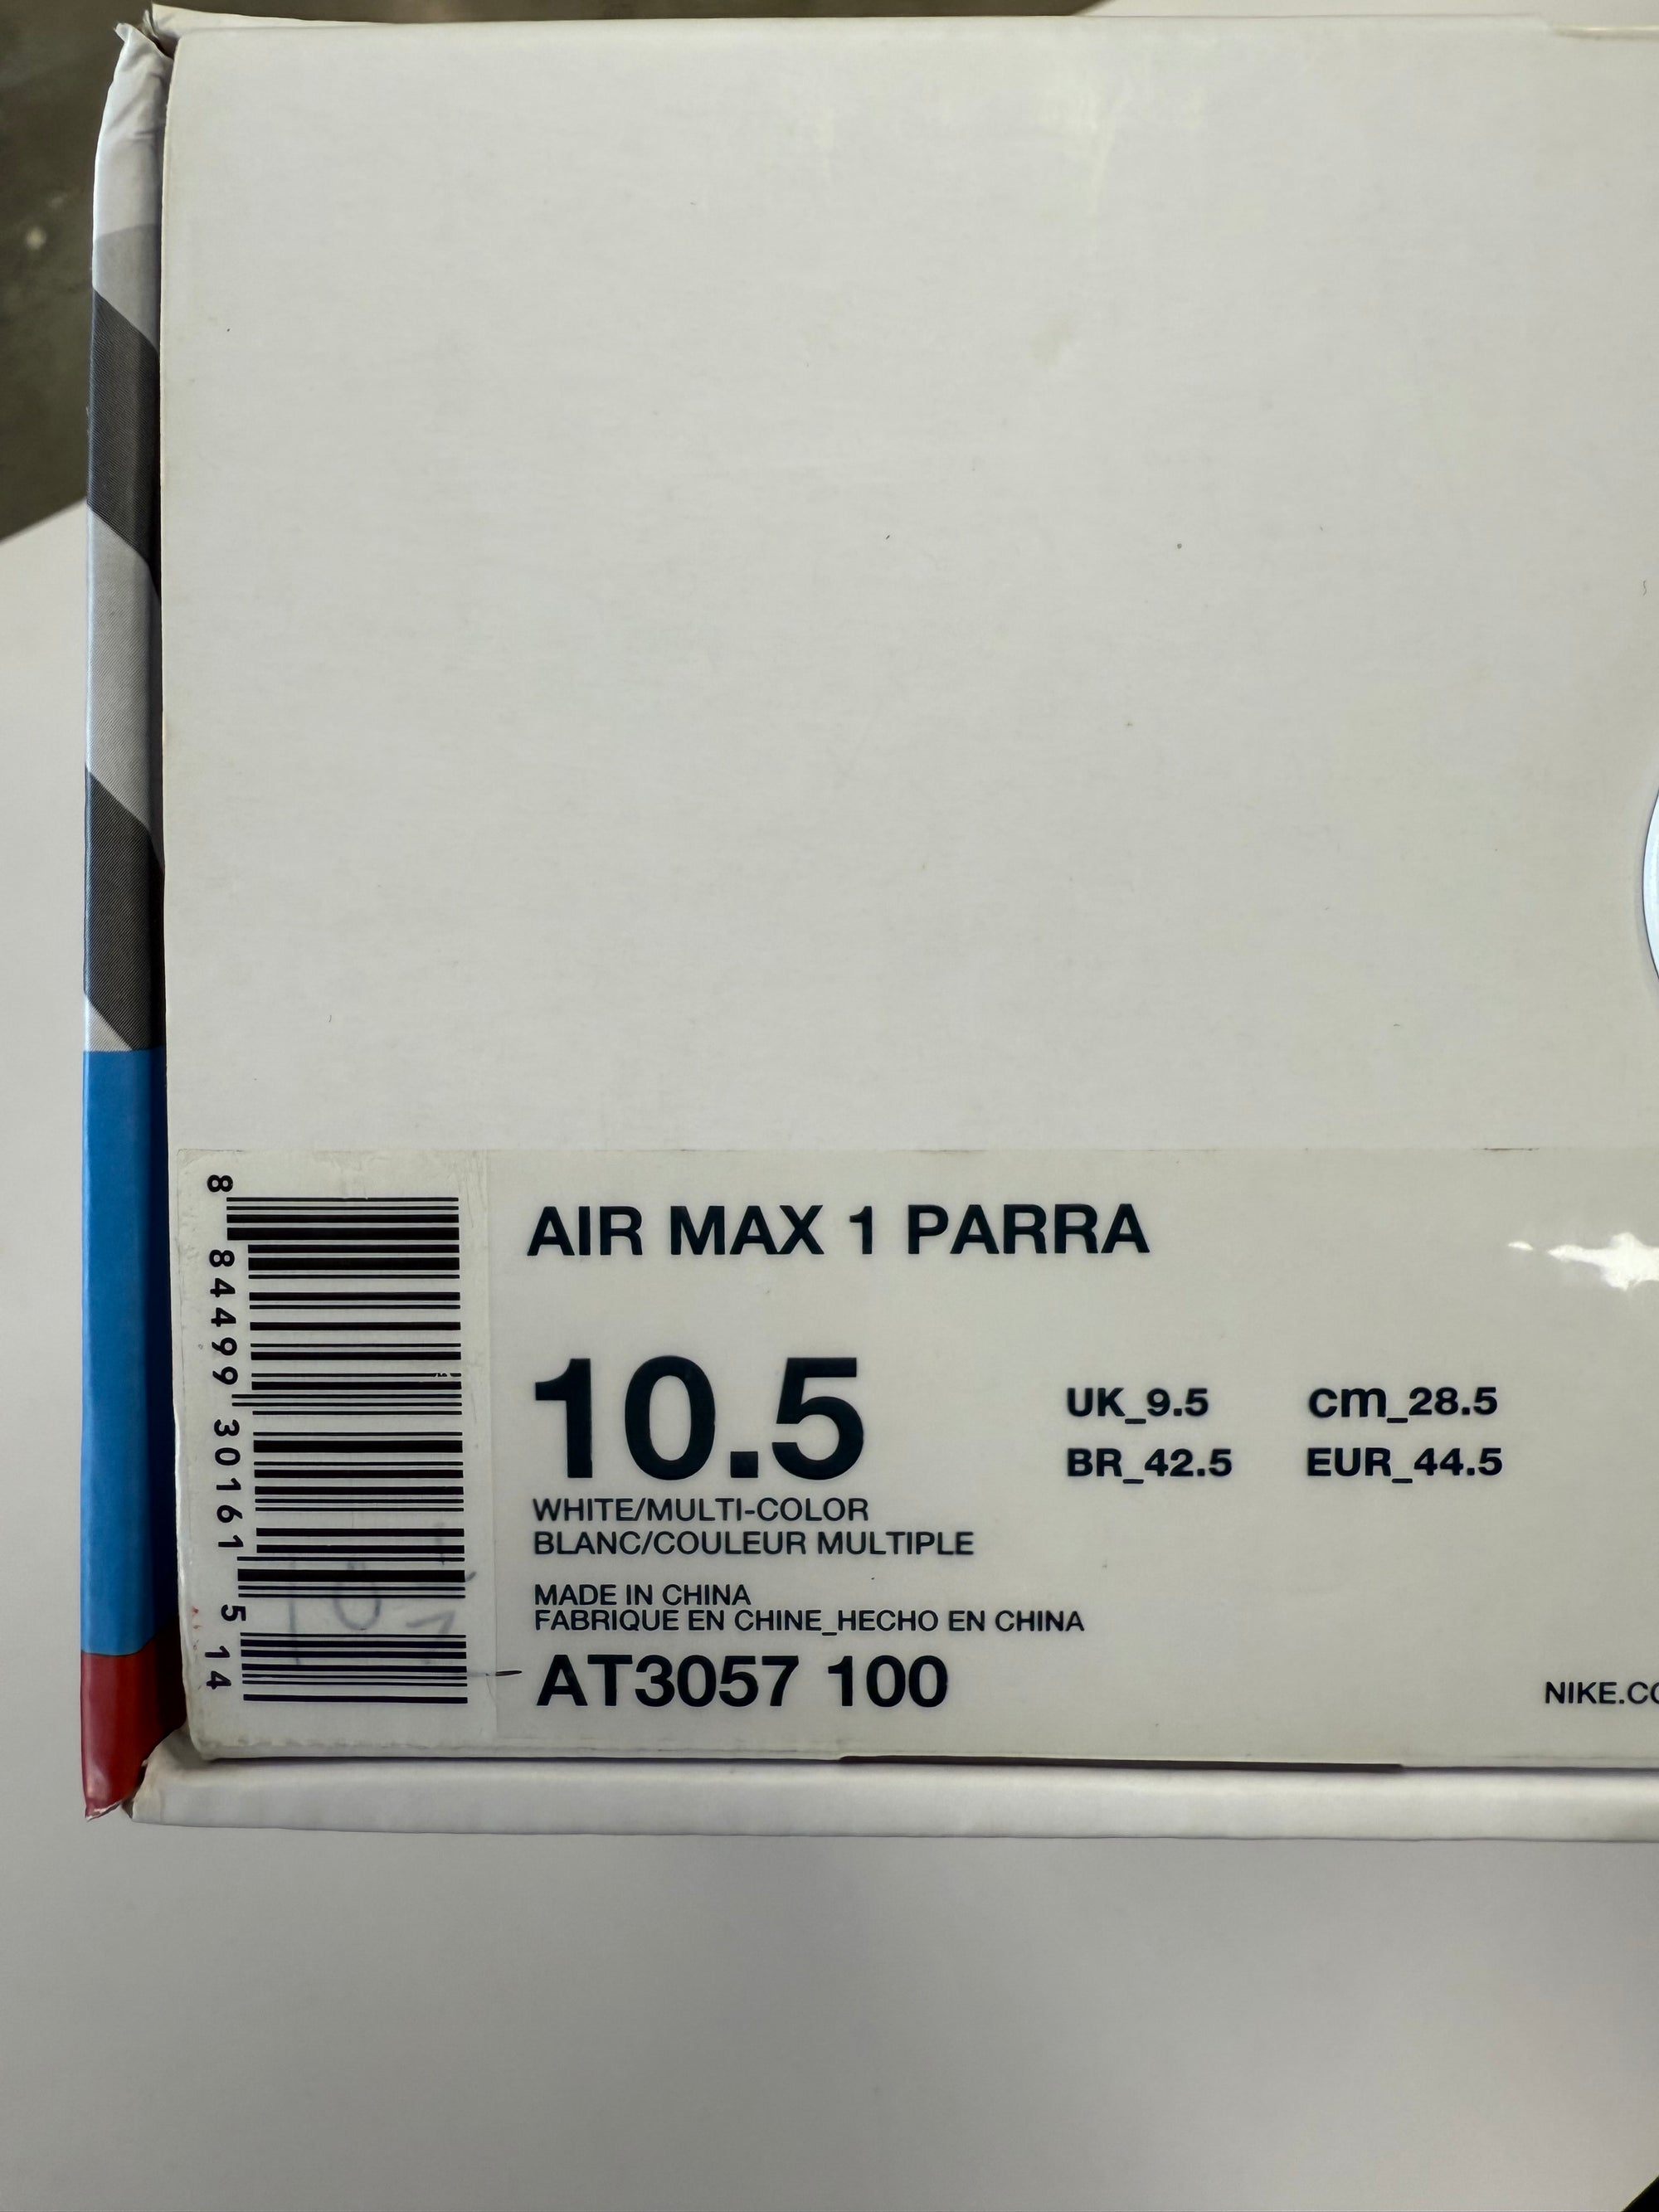 8 84499 30161 5 14
AIR MAX 1 PARRA
10.5
UK_9.5 cm_28.5
BR_42.5 EUR_44.5
WHITE/MULTI-COLOR
BLANC/COULEUR MULTIPLE
MADE IN CHINA
FABRIQUE EN CHINE_HECHO EN CHINA
AT3057 100